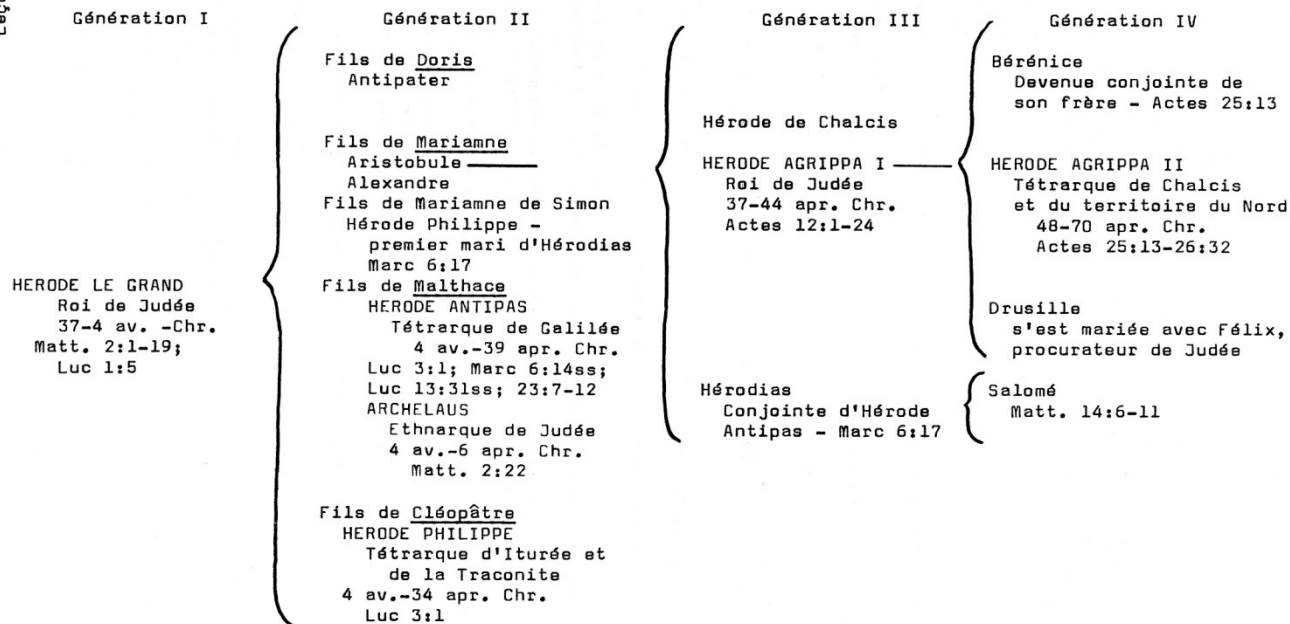 Génération I
HERODE LE GRAND
Roi de Judée
37-4 av. -Chr.
Matt. 2:1-19;
Luc 1:5
Génération II
Fils de Doris
Antipater
Fils de Mariamne
Aristobule
Alexandre
Fils de Mariamne de Simon
Hérode Philippe -
premier mari d'Hérodias
Marc 6:17
Fils de Malthace
HERODE ANTIPAS
Tétrarque de Galilée
4 av.-39 apr. Chr.
Luc 3:1; Marc 6:14ss;
Luc 13:31ss; 23:7-12
ARCHELAUS
Ethnarque de Judée
4 av.-6 apr. Chr.
Matt. 2:22
Fils de Cléopâtre
HERODE PHILIPPE
Tétrarque d'Iturée et
de la Traconite
4 av.-34 apr. Chr.
Luc 3:1
Génération III
Hérode de Chalcis
HERODE AGRIPPA I
Roi de Judée
37-44 apr. Chr.
Actes 12:1-24
Hérodias
Conjointe d'Hérode
Antipas - Marc 6:17
Génération IV
Bérénice
Devenue conjointe de
son frère - Actes 25:13
HERODE AGRIPPA II
Tétrarque de Chalcis
et du territoire du Nord
48-70 apr. Chr.
Actes 25:13-26:32
Drusille
s'est mariée avec Félix,
procurateur de Judée
Salomé
Matt. 14:6-11